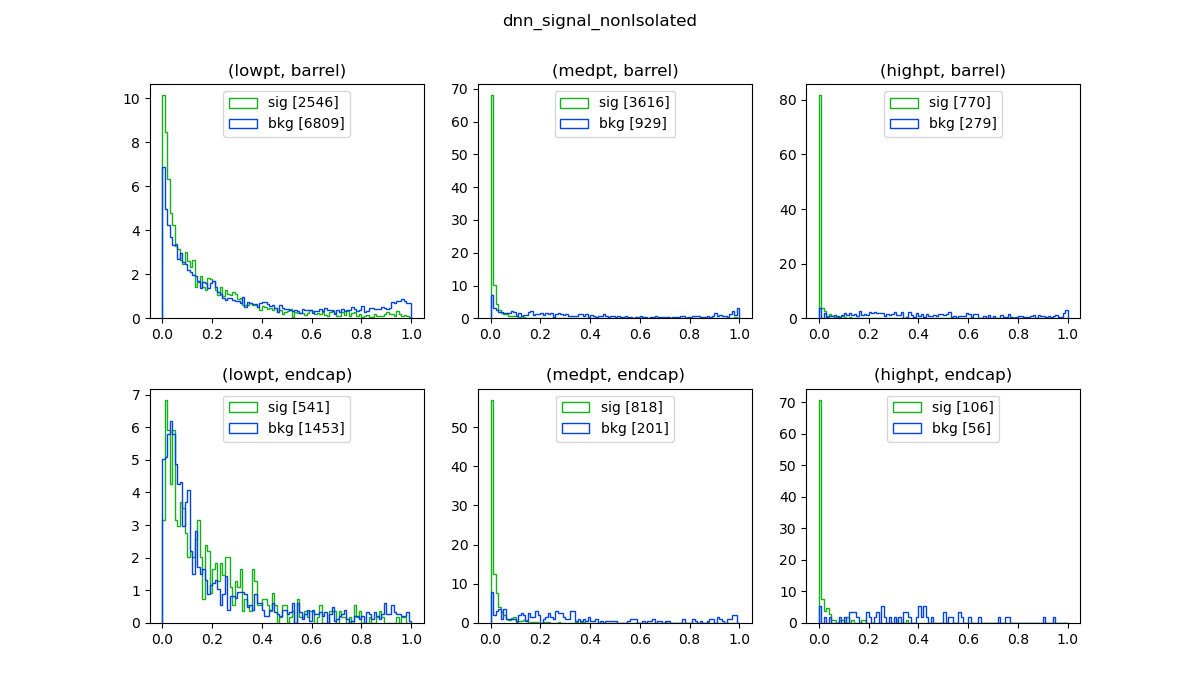 dnn_signal_nonIsolated
(lowpt, barrel)
sig [2546]
bkg [6809]
10
8
6
4
2
0
0.0 0.2 0.4 0.6 0.8 1.0
(medpt, barrel)
sig [3616]
bkg [929]
70
60
50
40
30
20
10
0
0.0 0.2 0.4 0.6 0.8 1.0
(highpt, barrel)
sig [770]
bkg [279]
80
60
40
20
0
0.0 0.2 0.4 0.6 0.8 1.0
(lowpt, endcap)
sig [541]
bkg [1453]
7
6
5
4
3
2
1
0
0.0 0.2 0.4 0.6 0.8 1.0
(medpt, endcap)
sig [818]
bkg [201]
50
40
30
20
10
0
0.0 0.2 0.4 0.6 0.8 1.0
(highpt, endcap)
sig [106]
bkg [56]
70
60
50
40
30
20
10
0
0.0 0.2 0.4 0.6 0.8 1.0